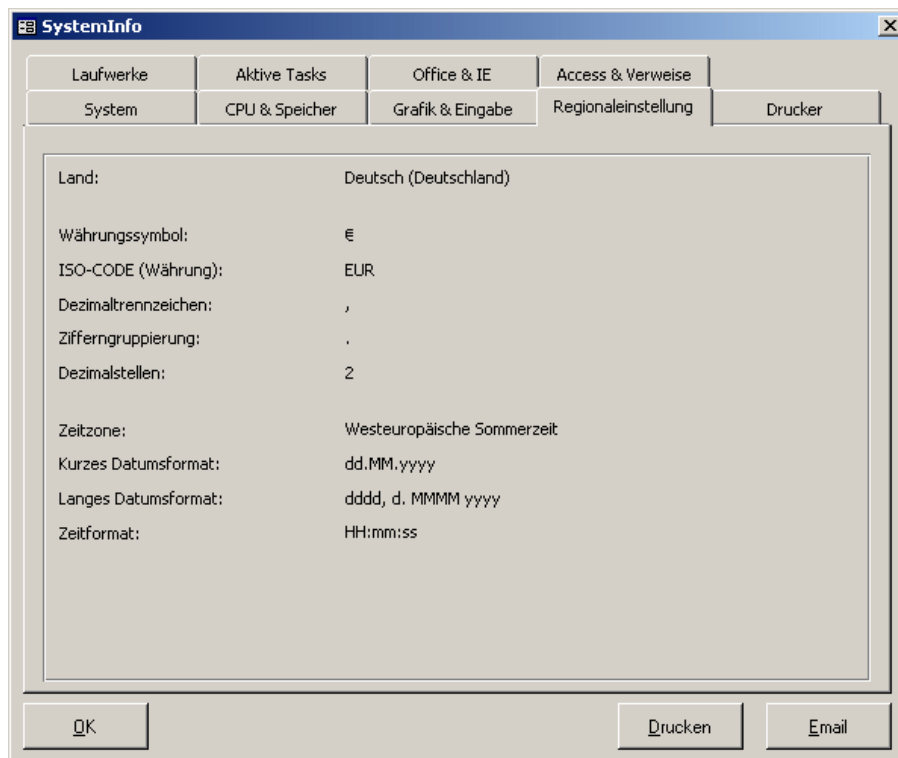 SystemInfo
Laufwerke Aktive Tasks Office & IE Access & Verweise
System CPU & Speicher Grafik & Eingabe Regionaleinstellung Drucker
Land: Deutsch (Deutschland)
Währungssymbol: €
ISO-CODE (Währung): EUR
Dezimaltrennzeichen: ,
Zifferngruppierung: .
Dezimalstellen: 2
Zeitzone: Westeuropäische Sommerzeit
Kurzes Datumsformat: dd.MM.yyyy
Langes Datumsformat: dddd, d. MMMM yyyy
Zeitformat: HH:mm:ss
OK Drucken Email